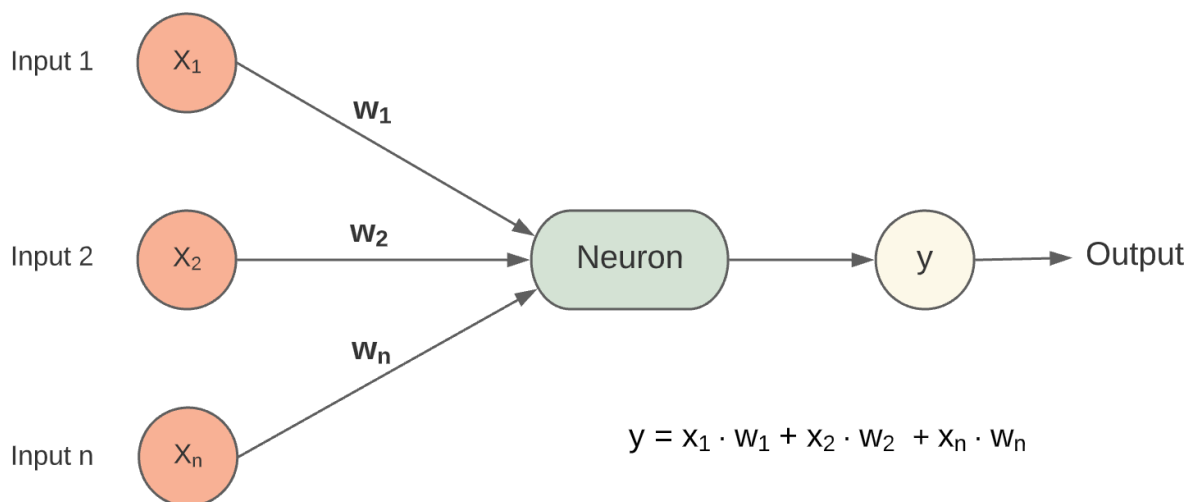 Input 1
X₁
w₁
Input 2
X₂
w₂
Neuron
y
Output
wₙ
Input n
Xₙ
y = x₁ · w₁ + x₂ · w₂ + xₙ · wₙ